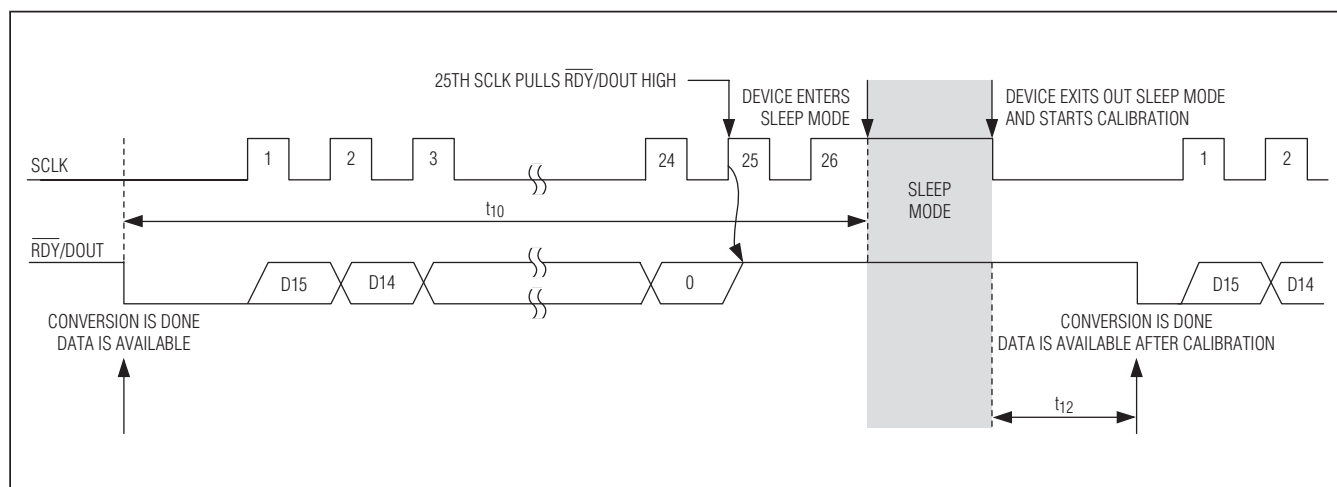 25TH SCLK PULLS RDY/DOUT HIGH
DEVICE ENTERS
SLEEP MODE
DEVICE EXITS OUT SLEEP MODE
AND STARTS CALIBRATION
SCLK
1
2
3
24
25
26
1
2
SLEEP
MODE
t10
RDY/DOUT
D15
D14
0
D15
D14
CONVERSION IS DONE
DATA IS AVAILABLE
CONVERSION IS DONE
DATA IS AVAILABLE AFTER CALIBRATION
t12